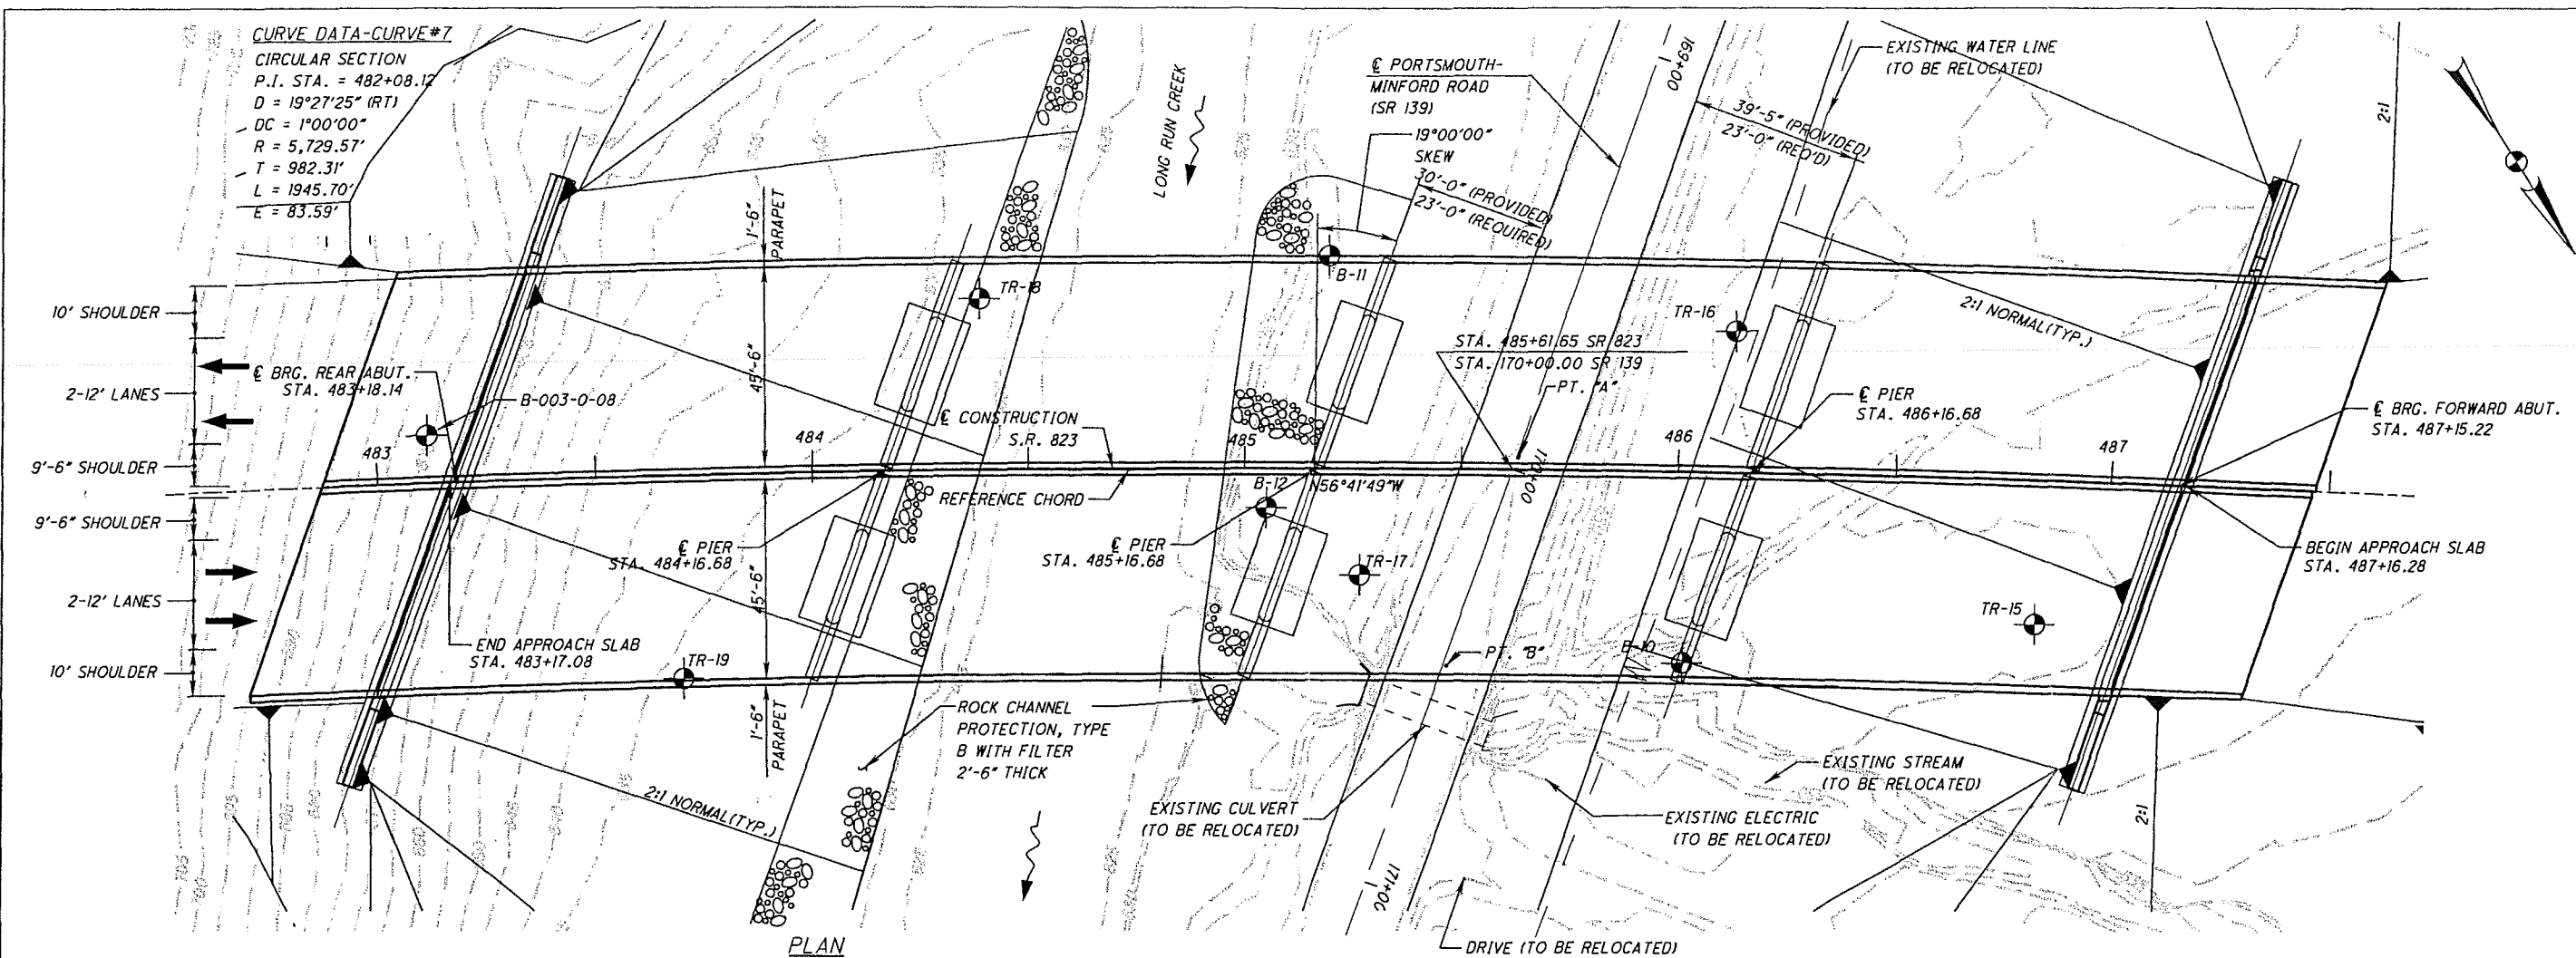 CURVE DATA-CURVE#7
CIRCULAR SECTION
P.I. STA. = 482+08.12
D = 19°27'25" (RT)
DC = 1°00'00"
R = 5,729.57'
T = 982.31'
L = 1945.70'
E = 83.59'
LONG RUN CREEK
℄ PORTSMOUTH-
MINFORD ROAD
(SR 139)
19°00'00"
SKEW
30'-0" (PROVIDED)
23'-0" (REQUIRED)
169+00
39'-5" (PROVIDED)
23'-0" (REQ'D)
EXISTING WATER LINE
(TO BE RELOCATED)
2:1
1'-6"
PARAPET
45'-6"
10' SHOULDER
2-12' LANES
9'-6" SHOULDER
9'-6" SHOULDER
2-12' LANES
10' SHOULDER
℄ BRG. REAR ABUT.
STA. 483+18.14
B-003-0-08
483
484
485
486
487
TR-18
B-11
TR-16
2:1 NORMAL(TYP.)
STA. 485+61.65 SR 823
STA. 170+00.00 SR 139
PT. "A"
170+00
℄ CONSTRUCTION
S.R. 823
REFERENCE CHORD
B-12
N56°41'49"W
℄ PIER
STA. 486+16.68
℄ BRG. FORWARD ABUT.
STA. 487+15.22
℄ PIER
STA. 484+16.68
℄ PIER
STA. 485+16.68
TR-17
BEGIN APPROACH SLAB
STA. 487+16.28
TR-15
END APPROACH SLAB
STA. 483+17.08
45'-6"
TR-19
PT. "B"
B-10
1'-6"
PARAPET
ROCK CHANNEL
PROTECTION, TYPE
B WITH FILTER
2'-6" THICK
2:1 NORMAL(TYP.)
EXISTING CULVERT
(TO BE RELOCATED)
EXISTING STREAM
(TO BE RELOCATED)
EXISTING ELECTRIC
(TO BE RELOCATED)
2:1
171+00
DRIVE (TO BE RELOCATED)
PLAN